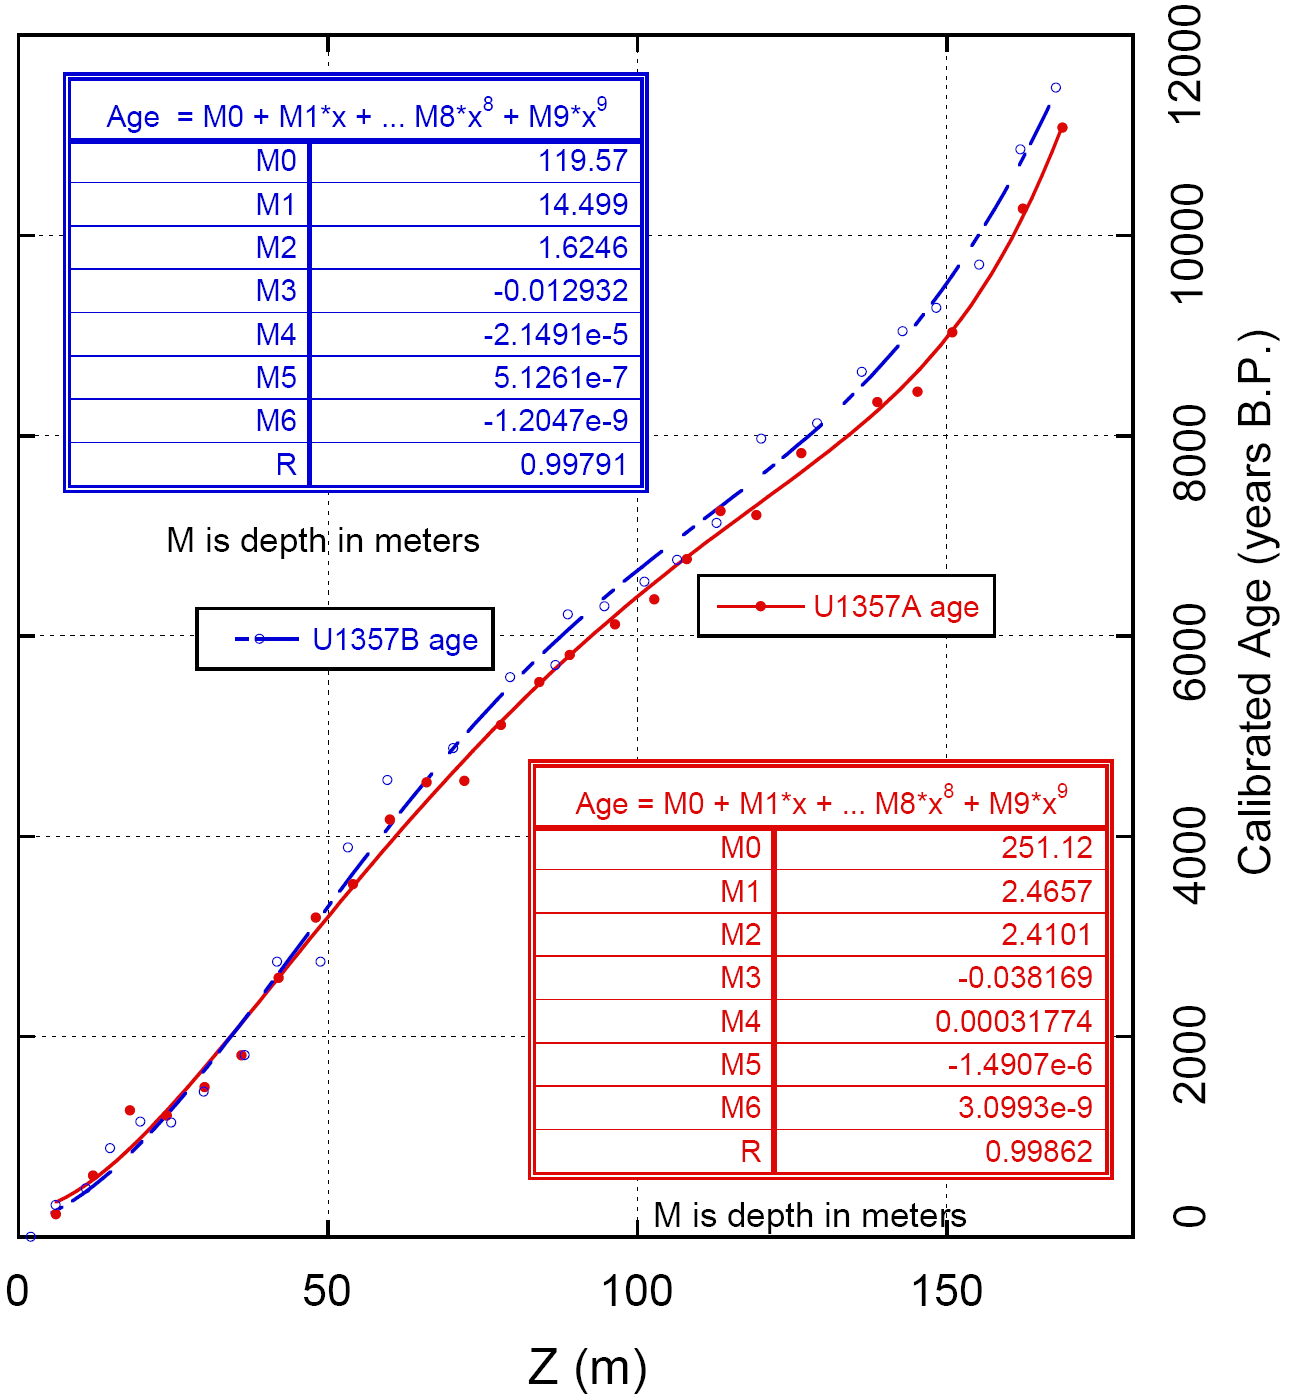 Age = M0 + M1*x + ... M8*x^8 + M9*x^9
M0 119.57
M1 14.499
M2 1.6246
M3 -0.012932
M4 -2.1491e-5
M5 5.1261e-7
M6 -1.2047e-9
R 0.99791
M is depth in meters
U1357B age
U1357A age
Age = M0 + M1*x + ... M8*x^8 + M9*x^9
M0 251.12
M1 2.4657
M2 2.4101
M3 -0.038169
M4 0.00031774
M5 -1.4907e-6
M6 3.0993e-9
R 0.99862
M is depth in meters
12000
10000
8000
6000
4000
2000
0
Calibrated Age (years B.P.)
0 50 100 150
Z (m)